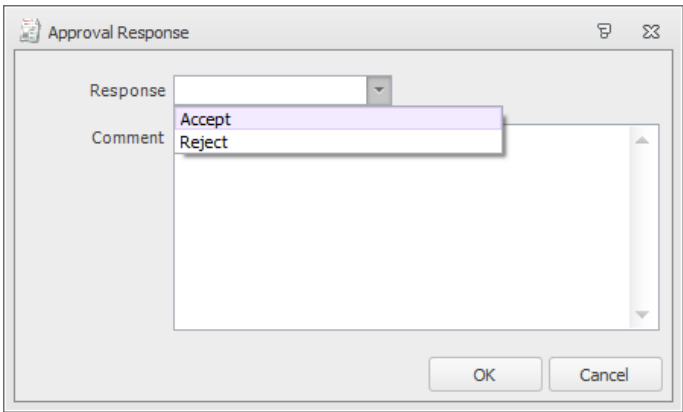 Approval Response
Response
Accept
Comment
Reject
OK
Cancel